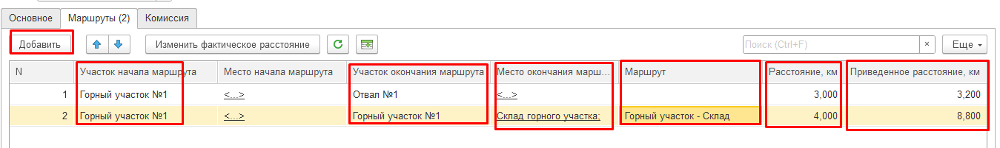 Основное Маршруты (2) Комиссия
Добавить Изменить фактическое расстояние Поиск (Ctrl+F) × Еще
N Участок начала маршрута Место начала маршрута Участок окончания маршрута Место окончания марш... Маршрут Расстояние, км Приведенное расстояние, км
1 Горный участок №1 <...> Отвал №1 <...> 3,000 3,200
2 Горный участок №1 <...> Горный участок №1 Склад горного участка; Горный участок - Склад 4,000 8,800